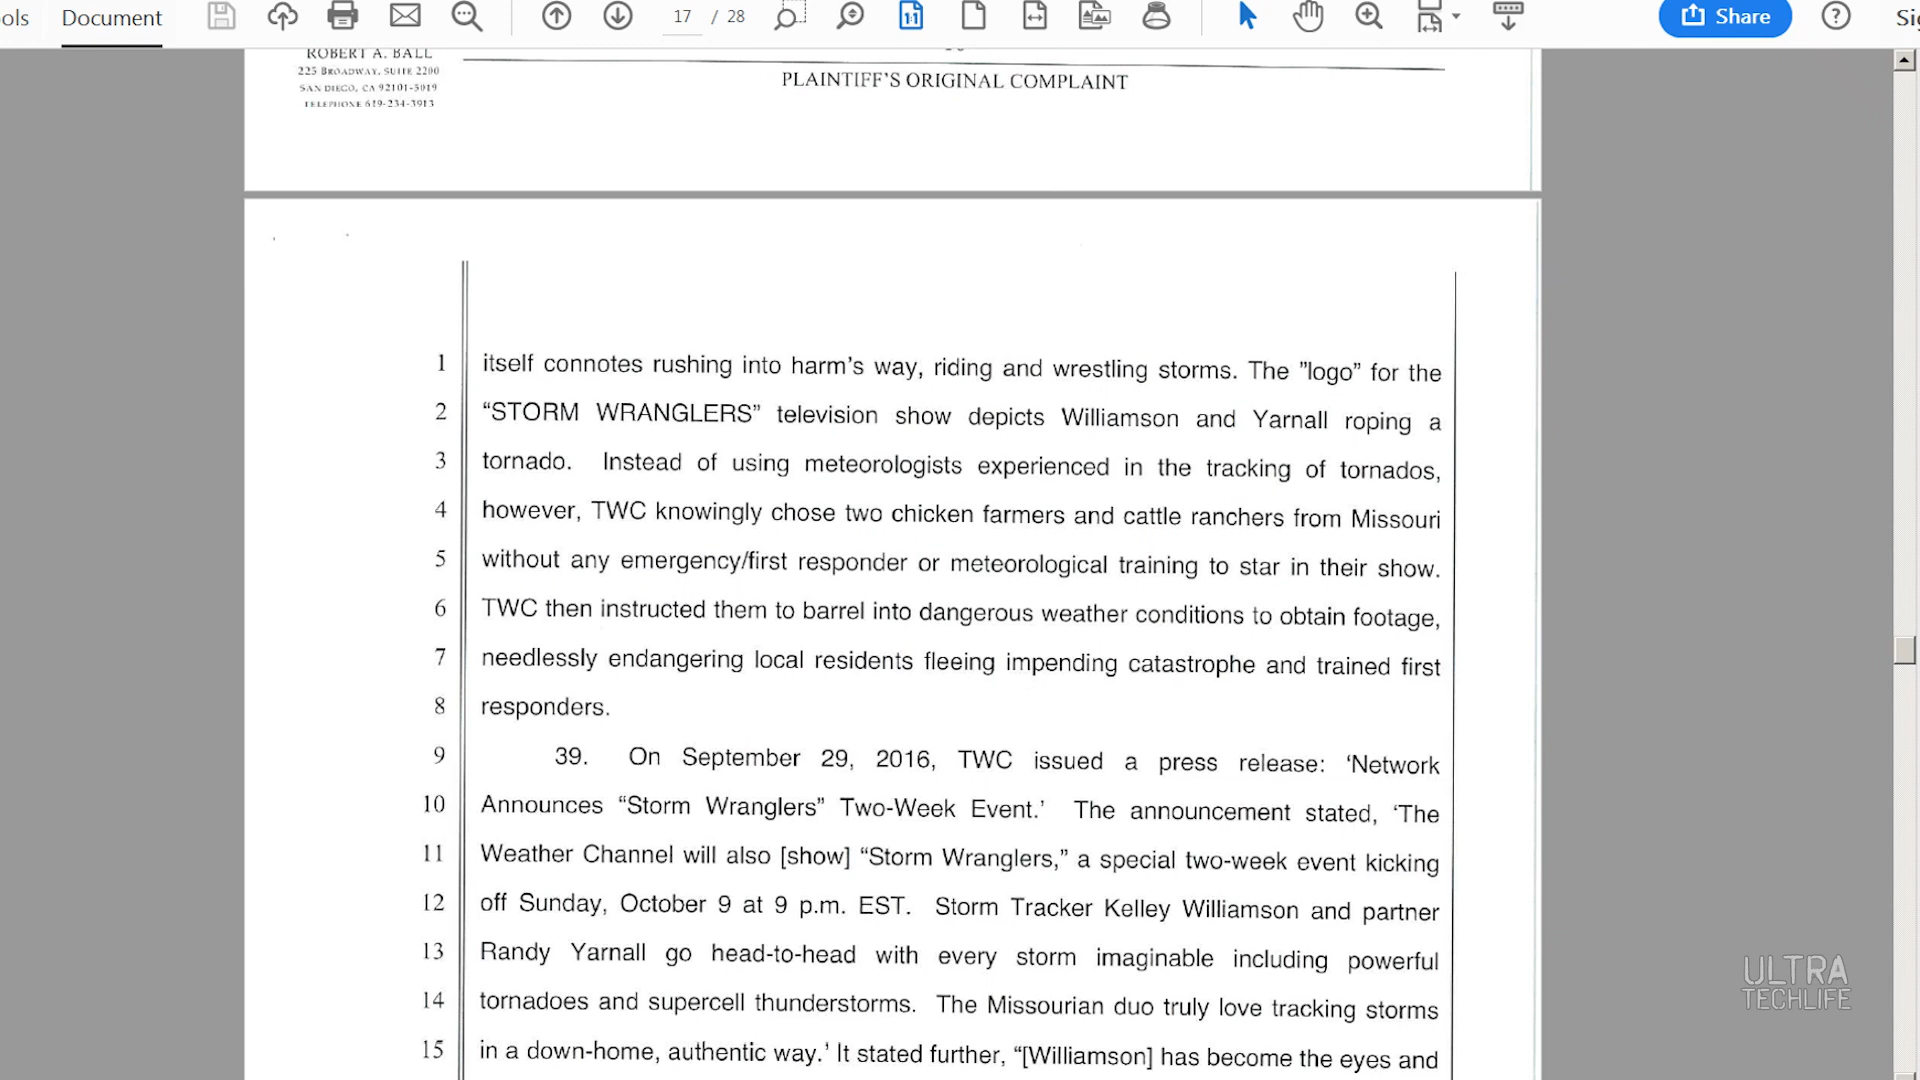 ols Document 17 / 28 Share Sig
ROBERT A. BALL
225 BROADWAY, SUITE 2200
SAN DIEGO, CA 92101-5019
TELEPHONE 619-234-3913
PLAINTIFF'S ORIGINAL COMPLAINT
1 itself connotes rushing into harm's way, riding and wrestling storms. The "logo" for the
2 “STORM WRANGLERS” television show depicts Williamson and Yarnall roping a
3 tornado. Instead of using meteorologists experienced in the tracking of tornados,
4 however, TWC knowingly chose two chicken farmers and cattle ranchers from Missouri
5 without any emergency/first responder or meteorological training to star in their show.
6 TWC then instructed them to barrel into dangerous weather conditions to obtain footage,
7 needlessly endangering local residents fleeing impending catastrophe and trained first
8 responders.
9 39. On September 29, 2016, TWC issued a press release: ‘Network
10 Announces “Storm Wranglers” Two-Week Event.’ The announcement stated, ‘The
11 Weather Channel will also [show] “Storm Wranglers,” a special two-week event kicking
12 off Sunday, October 9 at 9 p.m. EST. Storm Tracker Kelley Williamson and partner
13 Randy Yarnall go head-to-head with every storm imaginable including powerful
14 tornadoes and supercell thunderstorms. The Missourian duo truly love tracking storms
15 in a down-home, authentic way.’ It stated further, “[Williamson] has become the eyes and
ULTRA
TECHLIFE